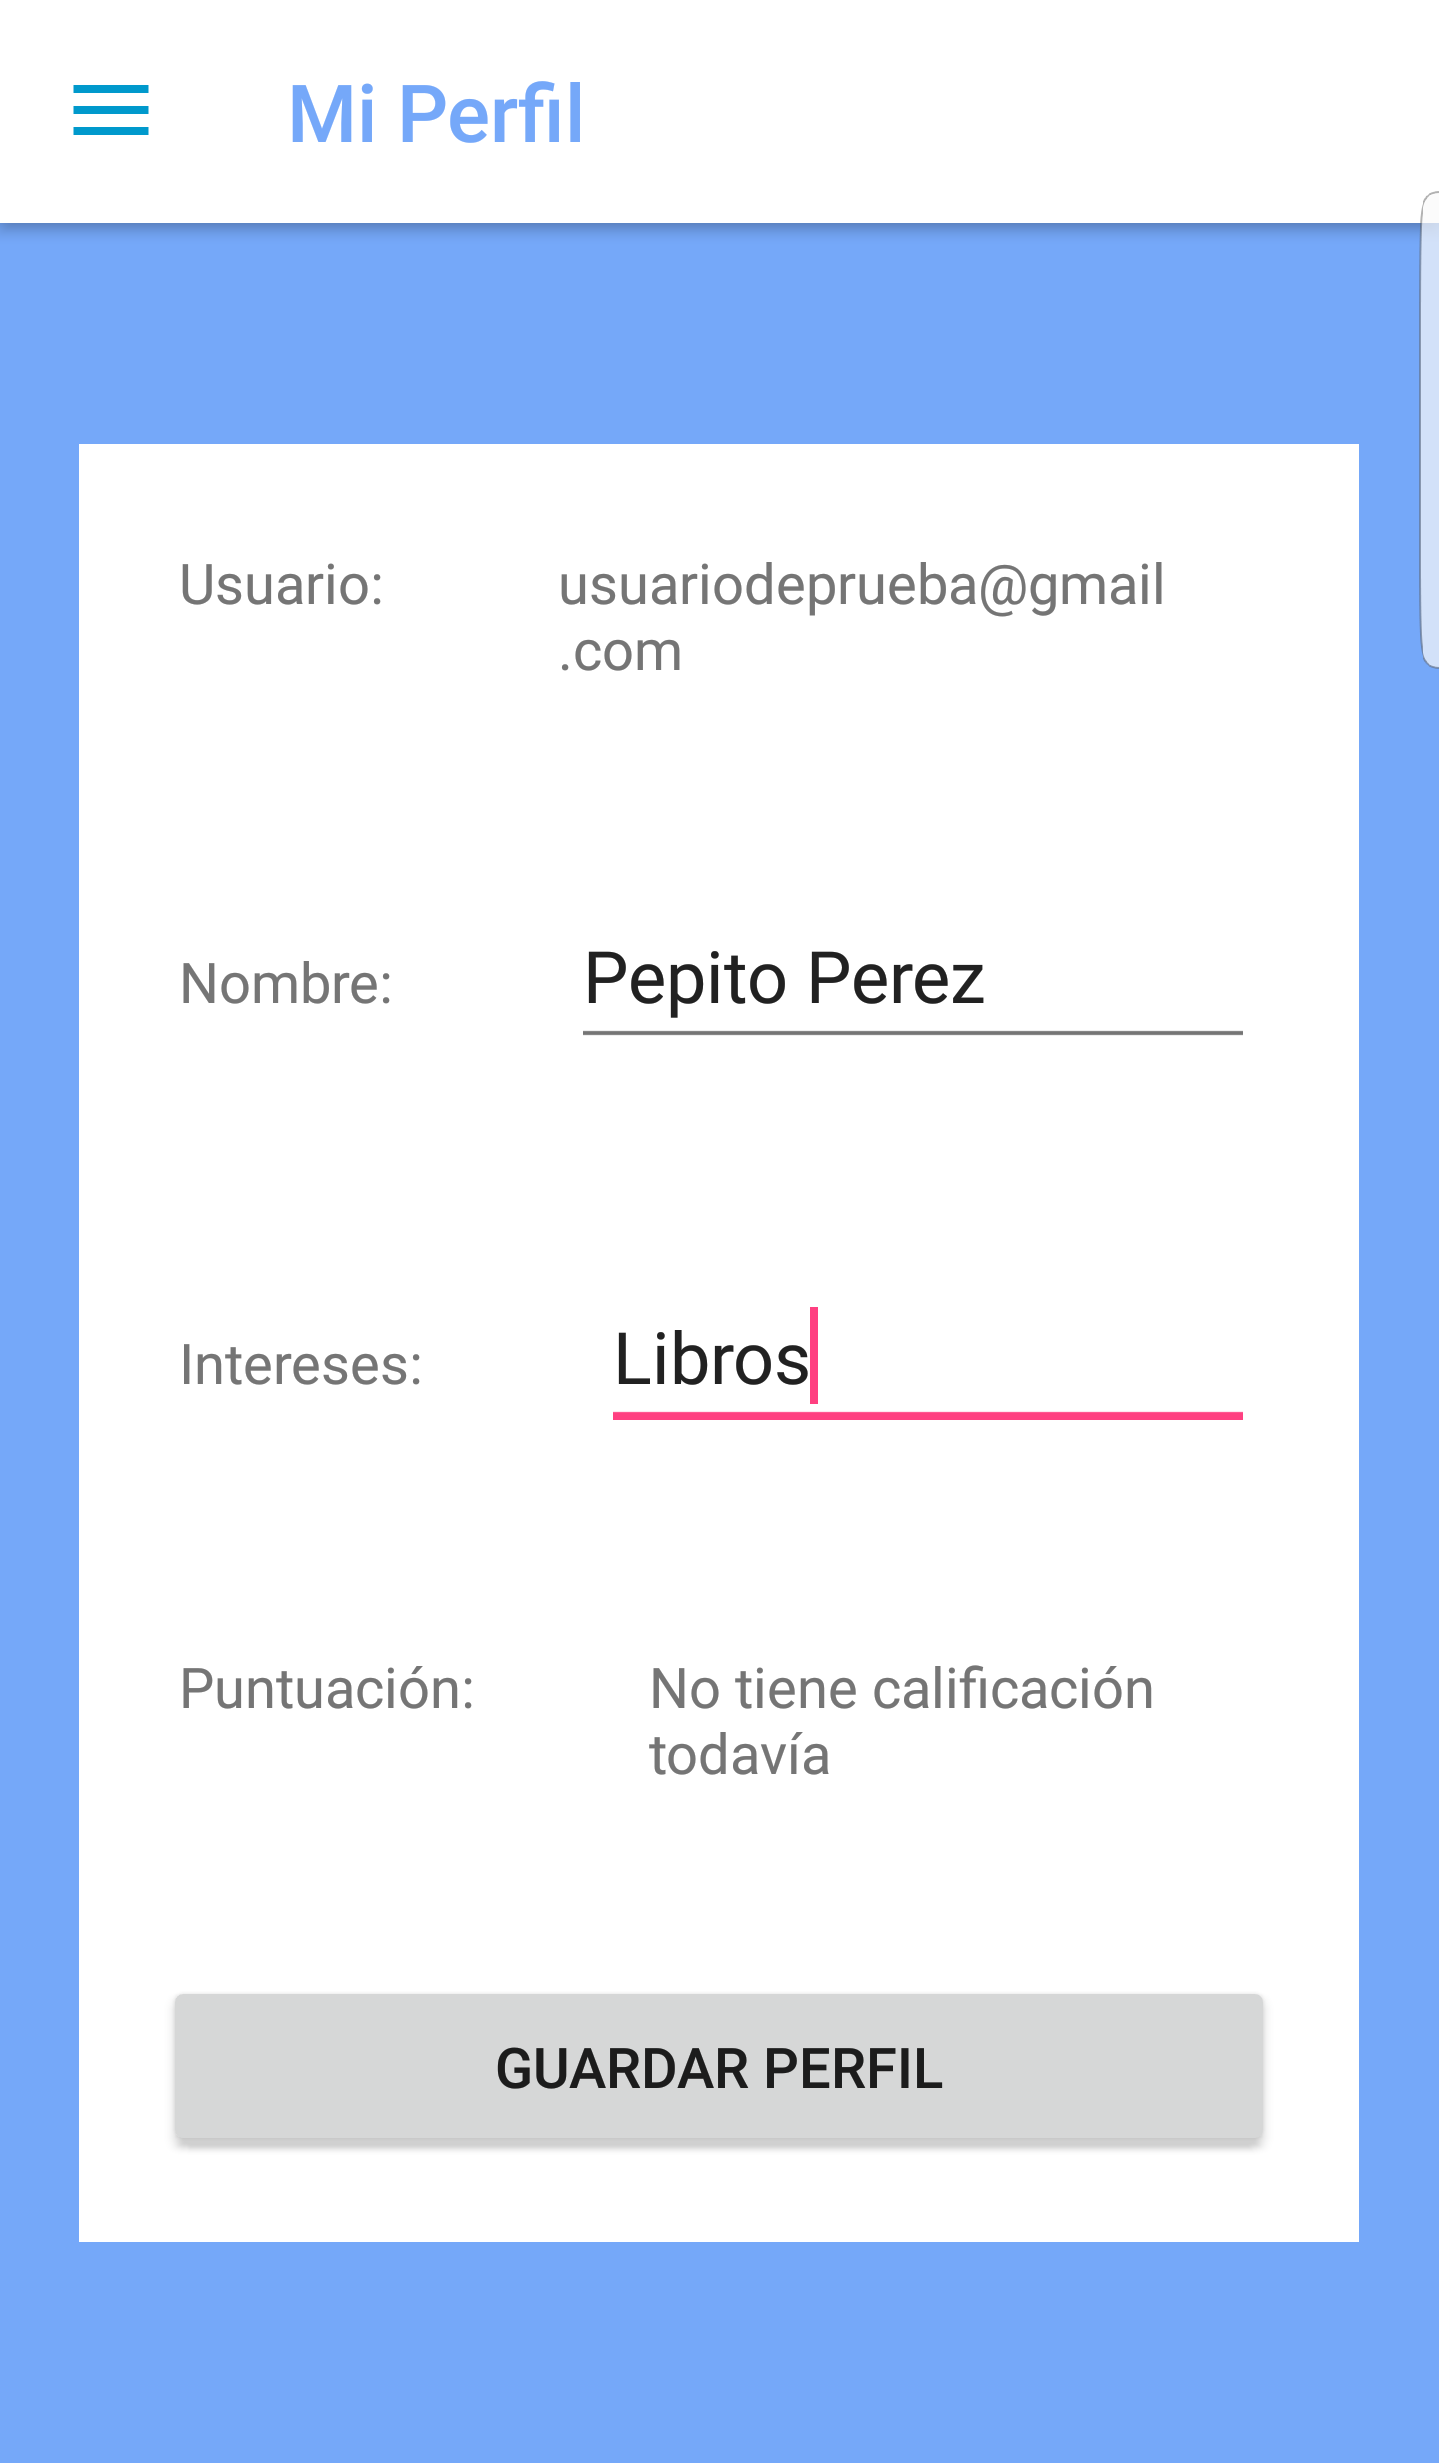 Mi Perfil
Usuario: usuariodeprueba@gmail
.com
Nombre: Pepito Perez
Intereses: Libros
Puntuación: No tiene calificación
todavía
GUARDAR PERFIL